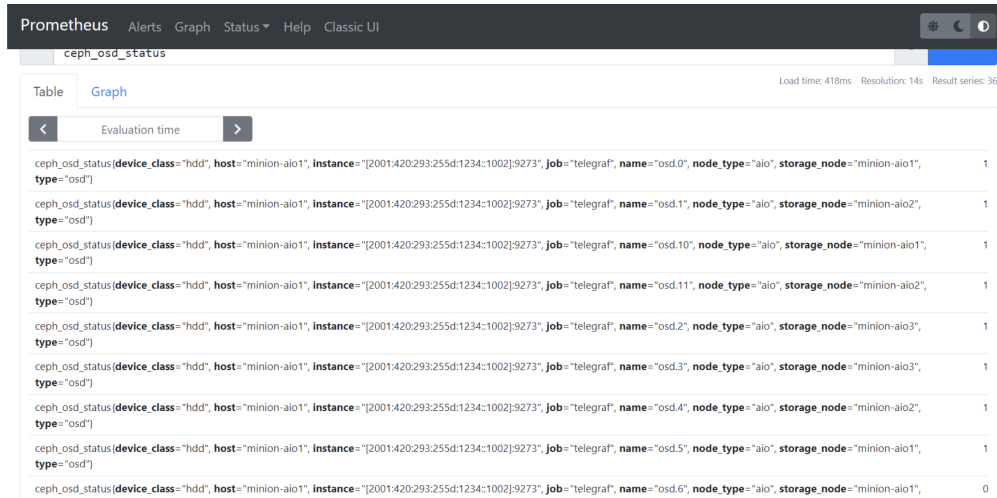 Prometheus Alerts Graph Status Help Classic UI
ceph_osd_status
Load time: 418ms Resolution: 14s Result series: 36
Table Graph
Evaluation time
ceph_osd_status{device_class="hdd", host="minion-aio1", instance="[2001:420:293:255d:1234::1002]:9273", job="telegraf", name="osd.0", node_type="aio", storage_node="minion-aio1", 1
type="osd"}
ceph_osd_status{device_class="hdd", host="minion-aio1", instance="[2001:420:293:255d:1234::1002]:9273", job="telegraf", name="osd.1", node_type="aio", storage_node="minion-aio2", 1
type="osd"}
ceph_osd_status{device_class="hdd", host="minion-aio1", instance="[2001:420:293:255d:1234::1002]:9273", job="telegraf", name="osd.10", node_type="aio", storage_node="minion-aio1", 1
type="osd"}
ceph_osd_status{device_class="hdd", host="minion-aio1", instance="[2001:420:293:255d:1234::1002]:9273", job="telegraf", name="osd.11", node_type="aio", storage_node="minion-aio2", 1
type="osd"}
ceph_osd_status{device_class="hdd", host="minion-aio1", instance="[2001:420:293:255d:1234::1002]:9273", job="telegraf", name="osd.2", node_type="aio", storage_node="minion-aio3", 1
type="osd"}
ceph_osd_status{device_class="hdd", host="minion-aio1", instance="[2001:420:293:255d:1234::1002]:9273", job="telegraf", name="osd.3", node_type="aio", storage_node="minion-aio3", 1
type="osd"}
ceph_osd_status{device_class="hdd", host="minion-aio1", instance="[2001:420:293:255d:1234::1002]:9273", job="telegraf", name="osd.4", node_type="aio", storage_node="minion-aio2", 1
type="osd"}
ceph_osd_status{device_class="hdd", host="minion-aio1", instance="[2001:420:293:255d:1234::1002]:9273", job="telegraf", name="osd.5", node_type="aio", storage_node="minion-aio1", 1
type="osd"}
ceph_osd_status{device_class="hdd", host="minion-aio1", instance="[2001:420:293:255d:1234::1002]:9273", job="telegraf", name="osd.6", node_type="aio", storage_node="minion-aio1", 0